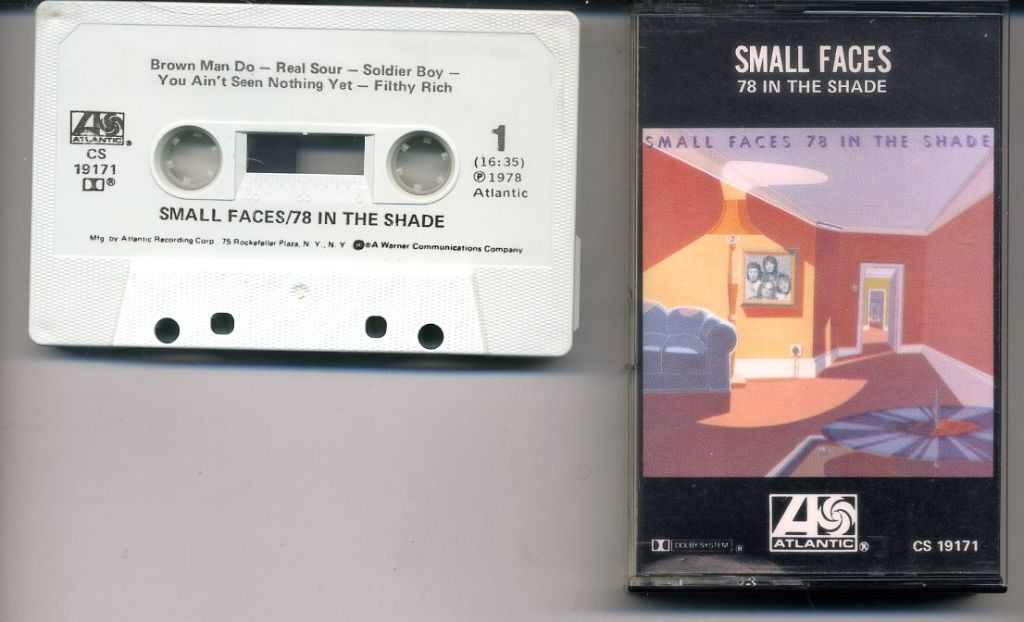 Brown Man Do — Real Sour — Soldier Boy —
You Ain't Seen Nothing Yet — Filthy Rich
ATLANTIC®
CS
19171
®
1
(16:35)
℗ 1978
Atlantic
SMALL FACES/78 IN THE SHADE
Mfg. by Atlantic Recording Corp. 75 Rockefeller Plaza, N. Y., N. Y. ®A Warner Communications Company
SMALL FACES
78 IN THE SHADE
SMALL FACES 78 IN THE SHADE
DOLBY SYSTEM ®
ATLANTIC®
CS 19171